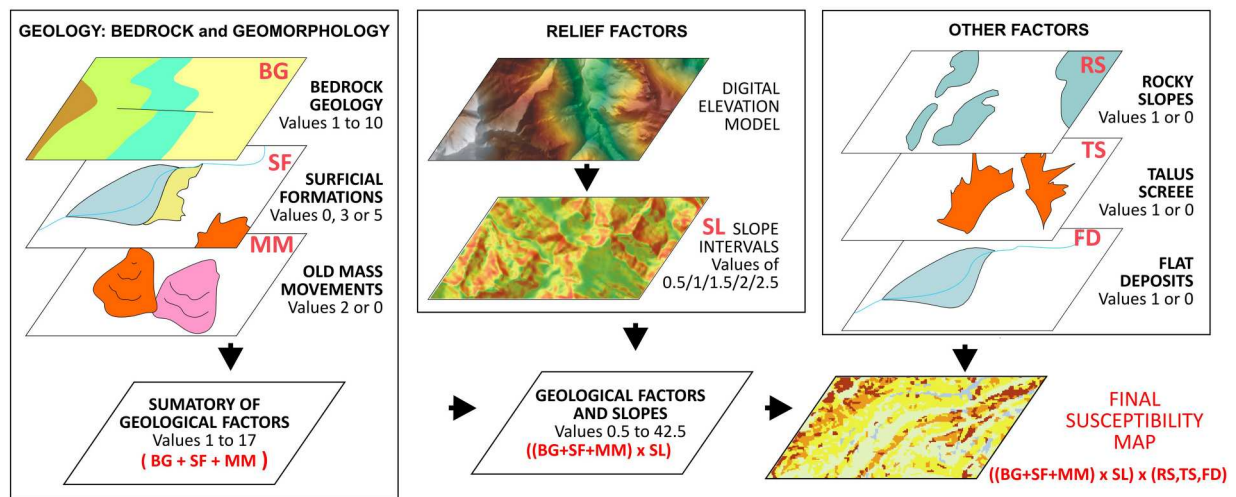 GEOLOGY: BEDROCK and GEOMORPHOLOGY
BG
BEDROCK
GEOLOGY
Values 1 to 10
SF
SURFICIAL
FORMATIONS
Values 0, 3 or 5
MM
OLD MASS
MOVEMENTS
Values 2 or 0
SUMATORY OF
GEOLOGICAL FACTORS
Values 1 to 17
( BG + SF + MM )
RELIEF FACTORS
DIGITAL
ELEVATION
MODEL
SL SLOPE
INTERVALS
Values of
0.5/1/1.5/2/2.5
GEOLOGICAL FACTORS
AND SLOPES
Values 0.5 to 42.5
((BG+SF+MM) x SL)
OTHER FACTORS
RS
ROCKY
SLOPES
Values 1 or 0
TS
TALUS
SCREEE
Values 1 or 0
FD
FLAT
DEPOSITS
Values 1 or 0
FINAL
SUSCEPTIBILITY
MAP
((BG+SF+MM) x SL) x (RS,TS,FD)